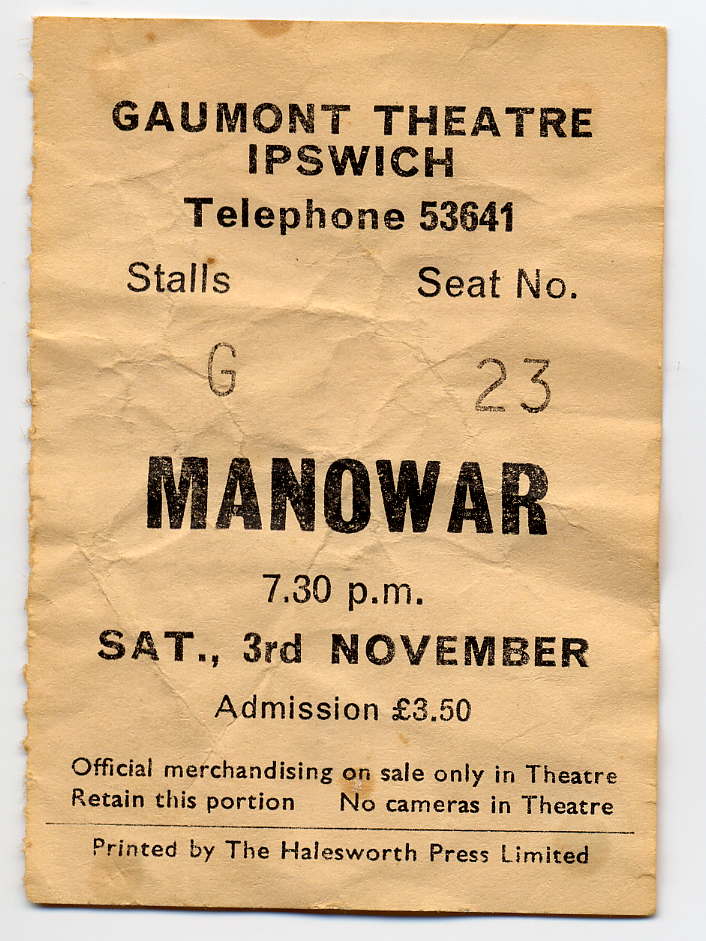 GAUMONT THEATRE
IPSWICH
Telephone 53641
Stalls Seat No.
G 23
MANOWAR
7.30 p.m.
SAT., 3rd NOVEMBER
Admission £3.50
Official merchandising on sale only in Theatre
Retain this portion No cameras in Theatre
Printed by The Halesworth Press Limited